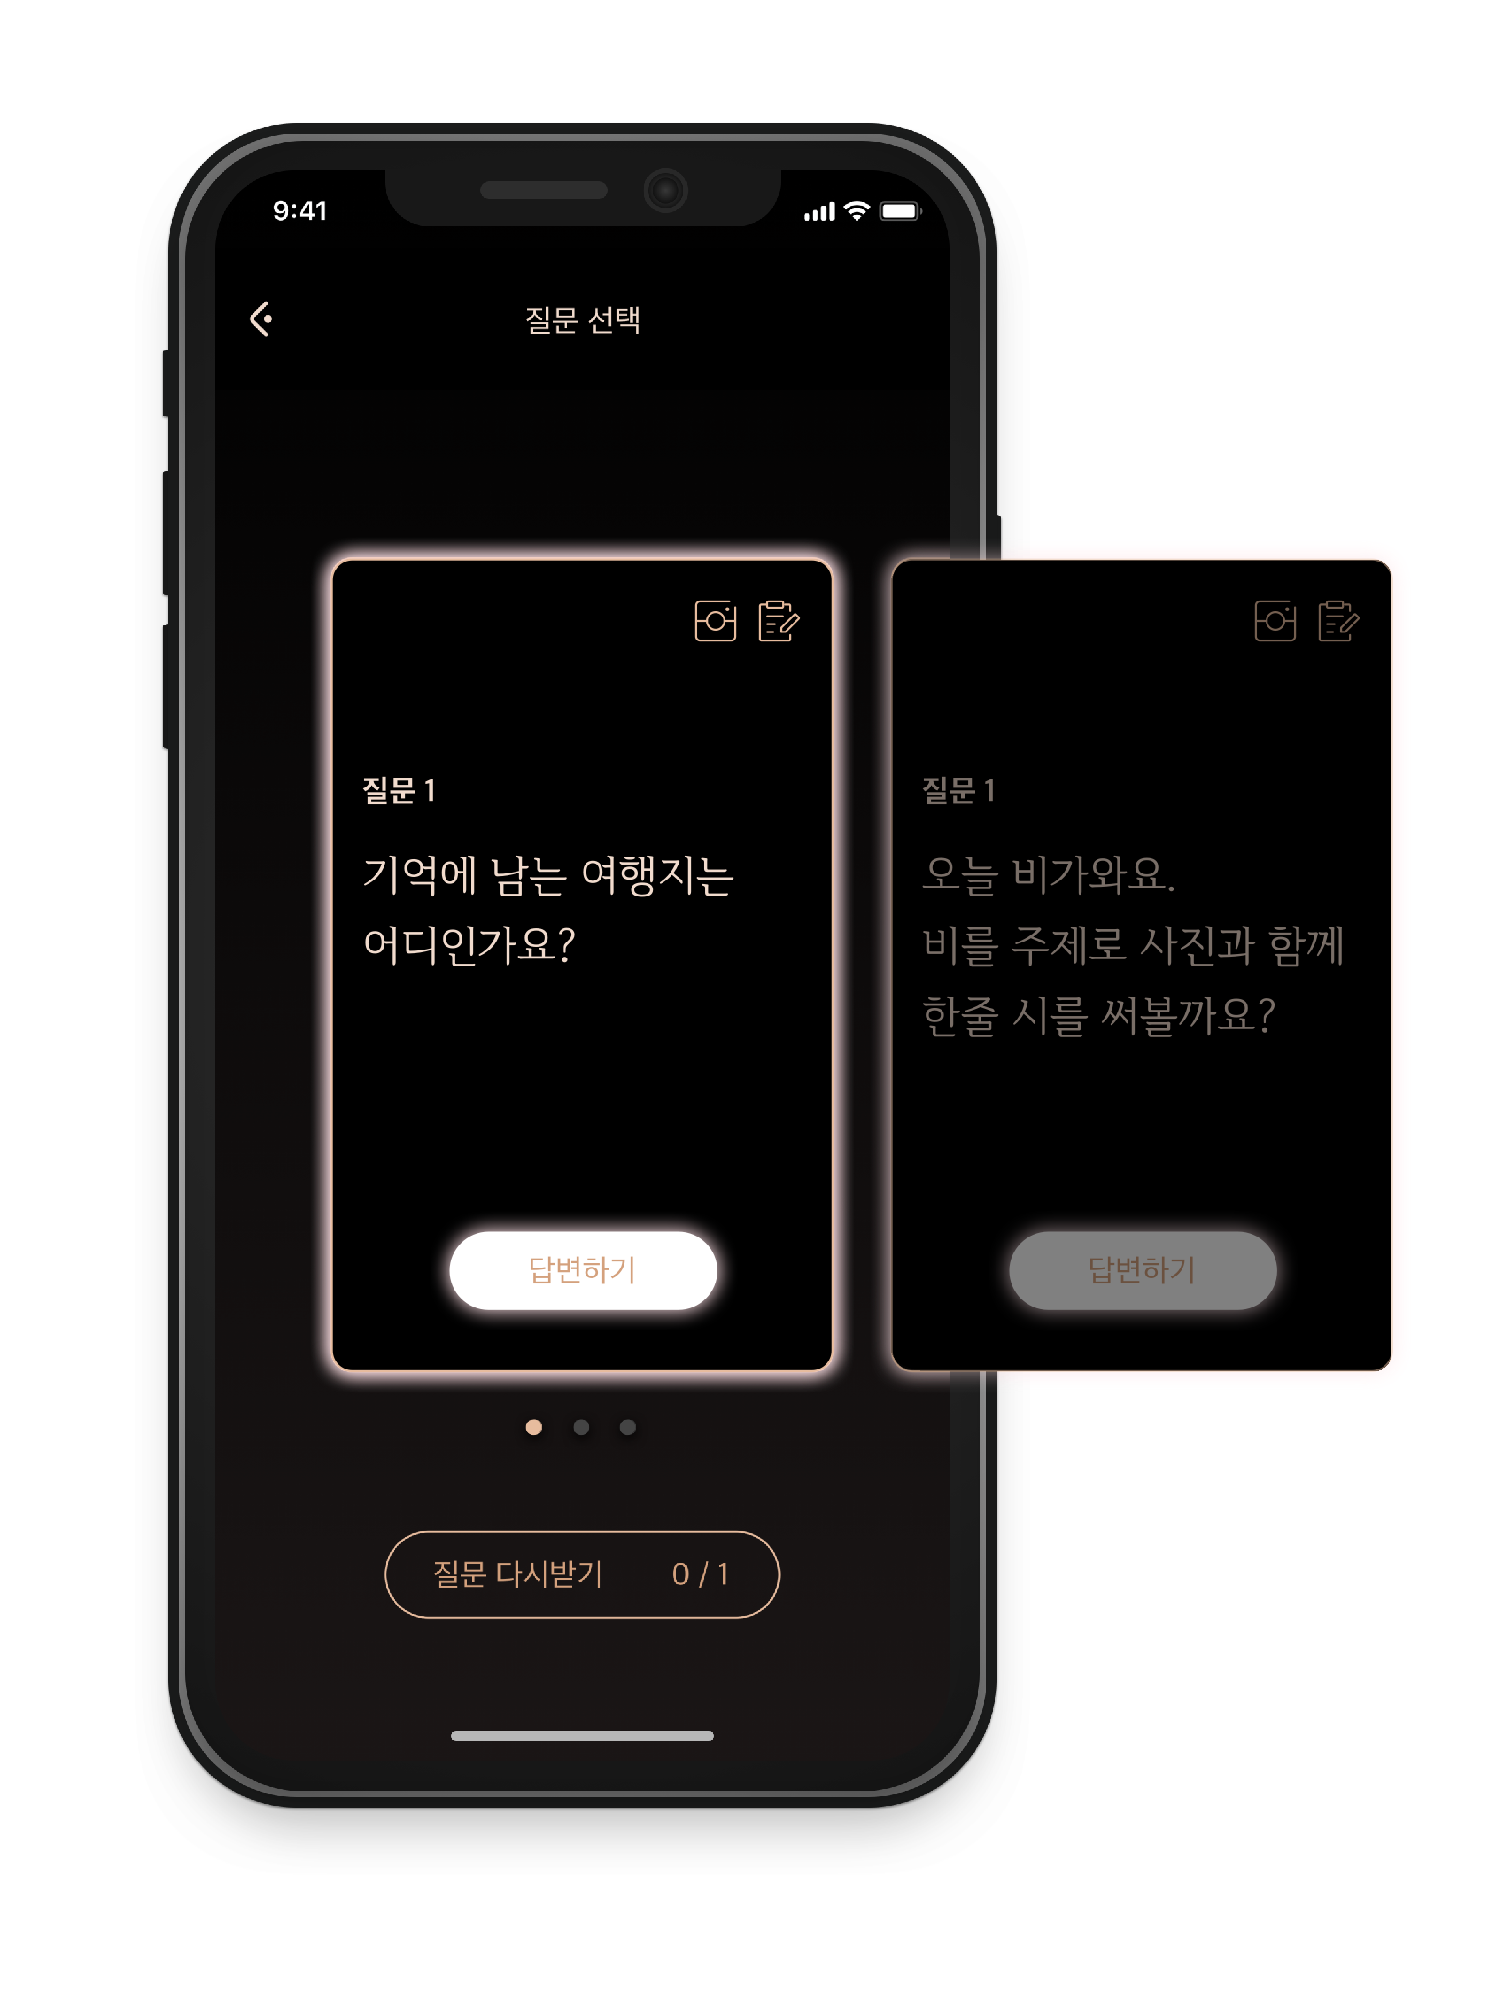 9:41
질문 선택
질문 1
기억에 남는 여행지는
어디인가요?
답변하기
질문 1
오늘 비가와요.
비를 주제로 사진과 함께
한줄 시를 써볼까요?
답변하기
질문 다시받기 0 / 1